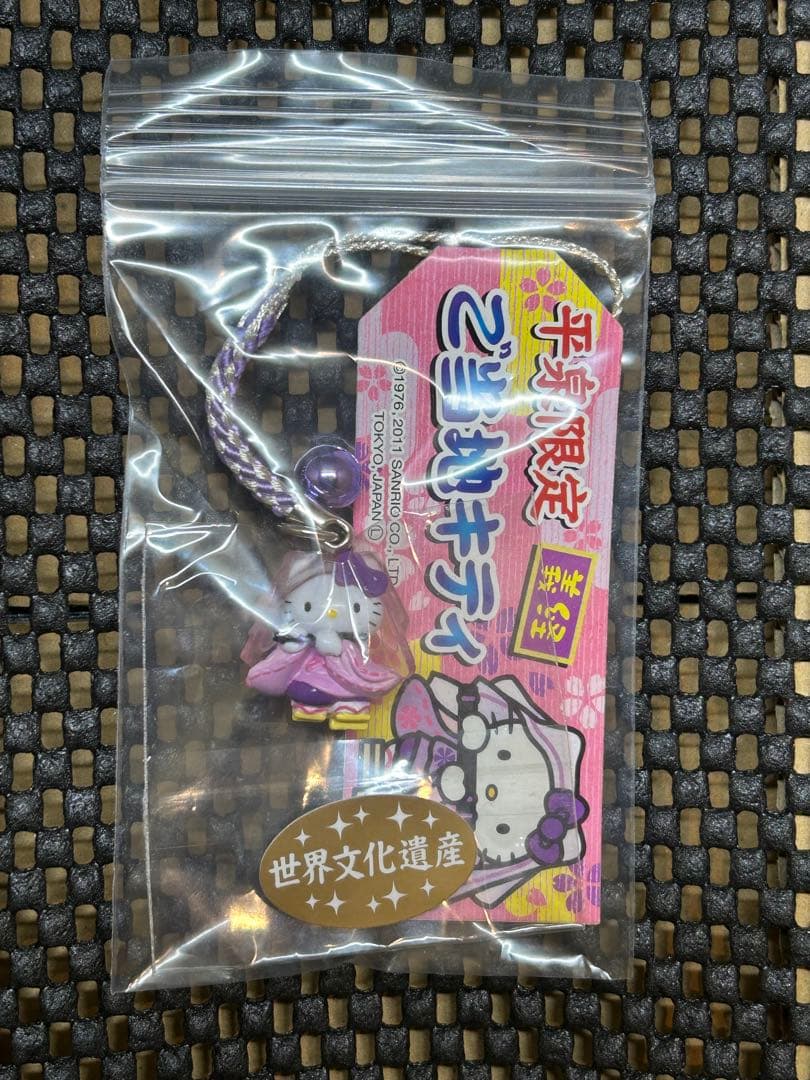 平泉限定
ご当地キティ
義経
©1976, 2011 SANRIO CO., LTD.
TOKYO, JAPAN Ⓛ
世界文化遺産